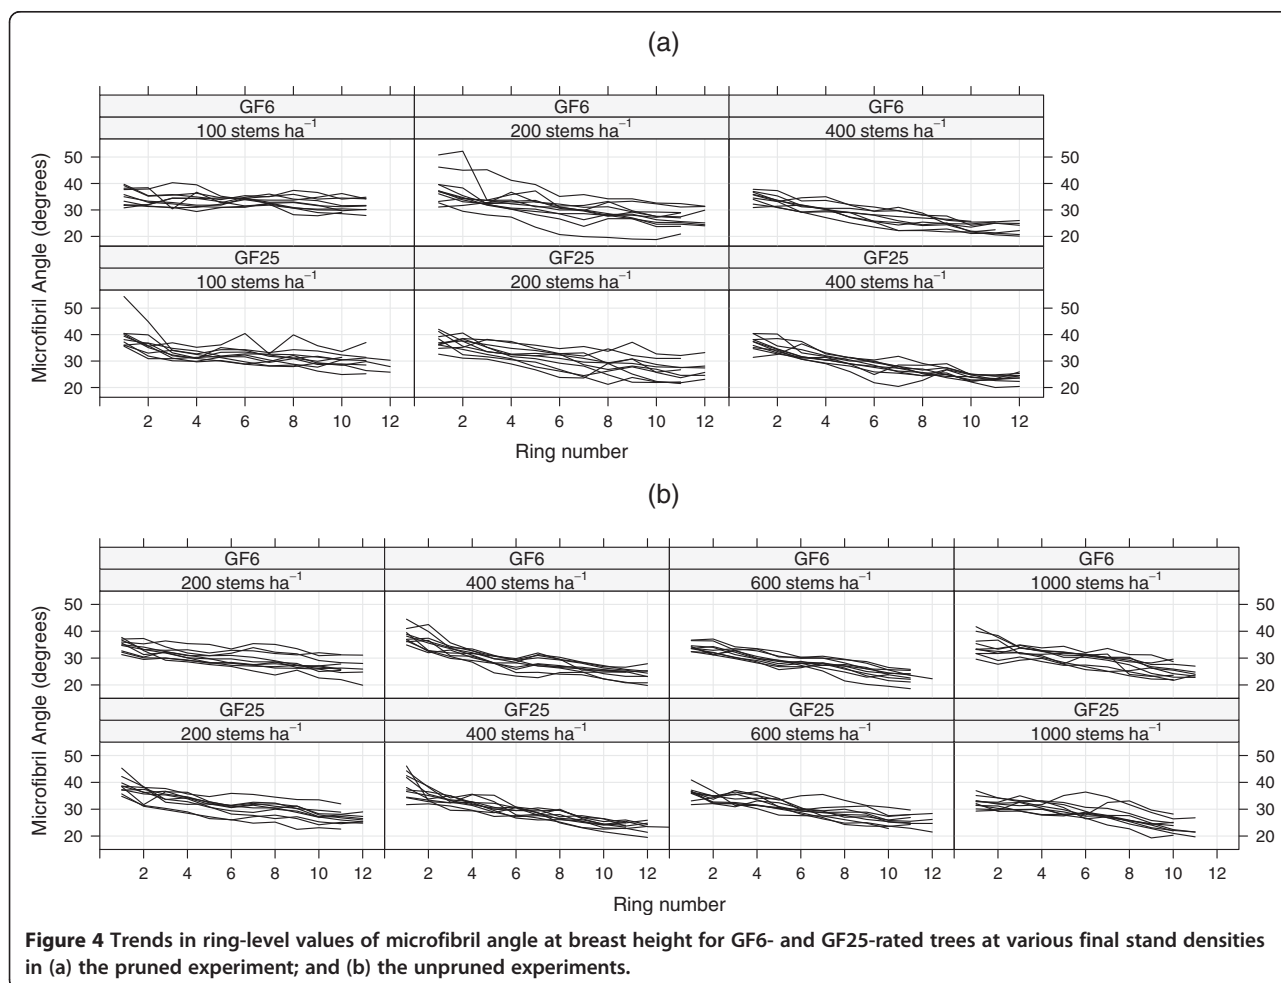 (a)
GF6 GF6 GF6
100 stems ha⁻¹ 200 stems ha⁻¹ 400 stems ha⁻¹
50 50
40 40
30 30
20 20
GF25 GF25 GF25
100 stems ha⁻¹ 200 stems ha⁻¹ 400 stems ha⁻¹
50 50
40 40
30 30
20 20
Microfibril Angle (degrees)
2 4 6 8 10 12 2 4 6 8 10 12 2 4 6 8 10 12
Ring number
(b)
GF6 GF6 GF6 GF6
200 stems ha⁻¹ 400 stems ha⁻¹ 600 stems ha⁻¹ 1000 stems ha⁻¹
50 50
40 40
30 30
20 20
GF25 GF25 GF25 GF25
200 stems ha⁻¹ 400 stems ha⁻¹ 600 stems ha⁻¹ 1000 stems ha⁻¹
50 50
40 40
30 30
20 20
Microfibril Angle (degrees)
2 4 6 8 10 12 2 4 6 8 10 12 2 4 6 8 10 12 2 4 6 8 10 12
Ring number
Figure 4 Trends in ring-level values of microfibril angle at breast height for GF6- and GF25-rated trees at various final stand densities
in (a) the pruned experiment; and (b) the unpruned experiments.